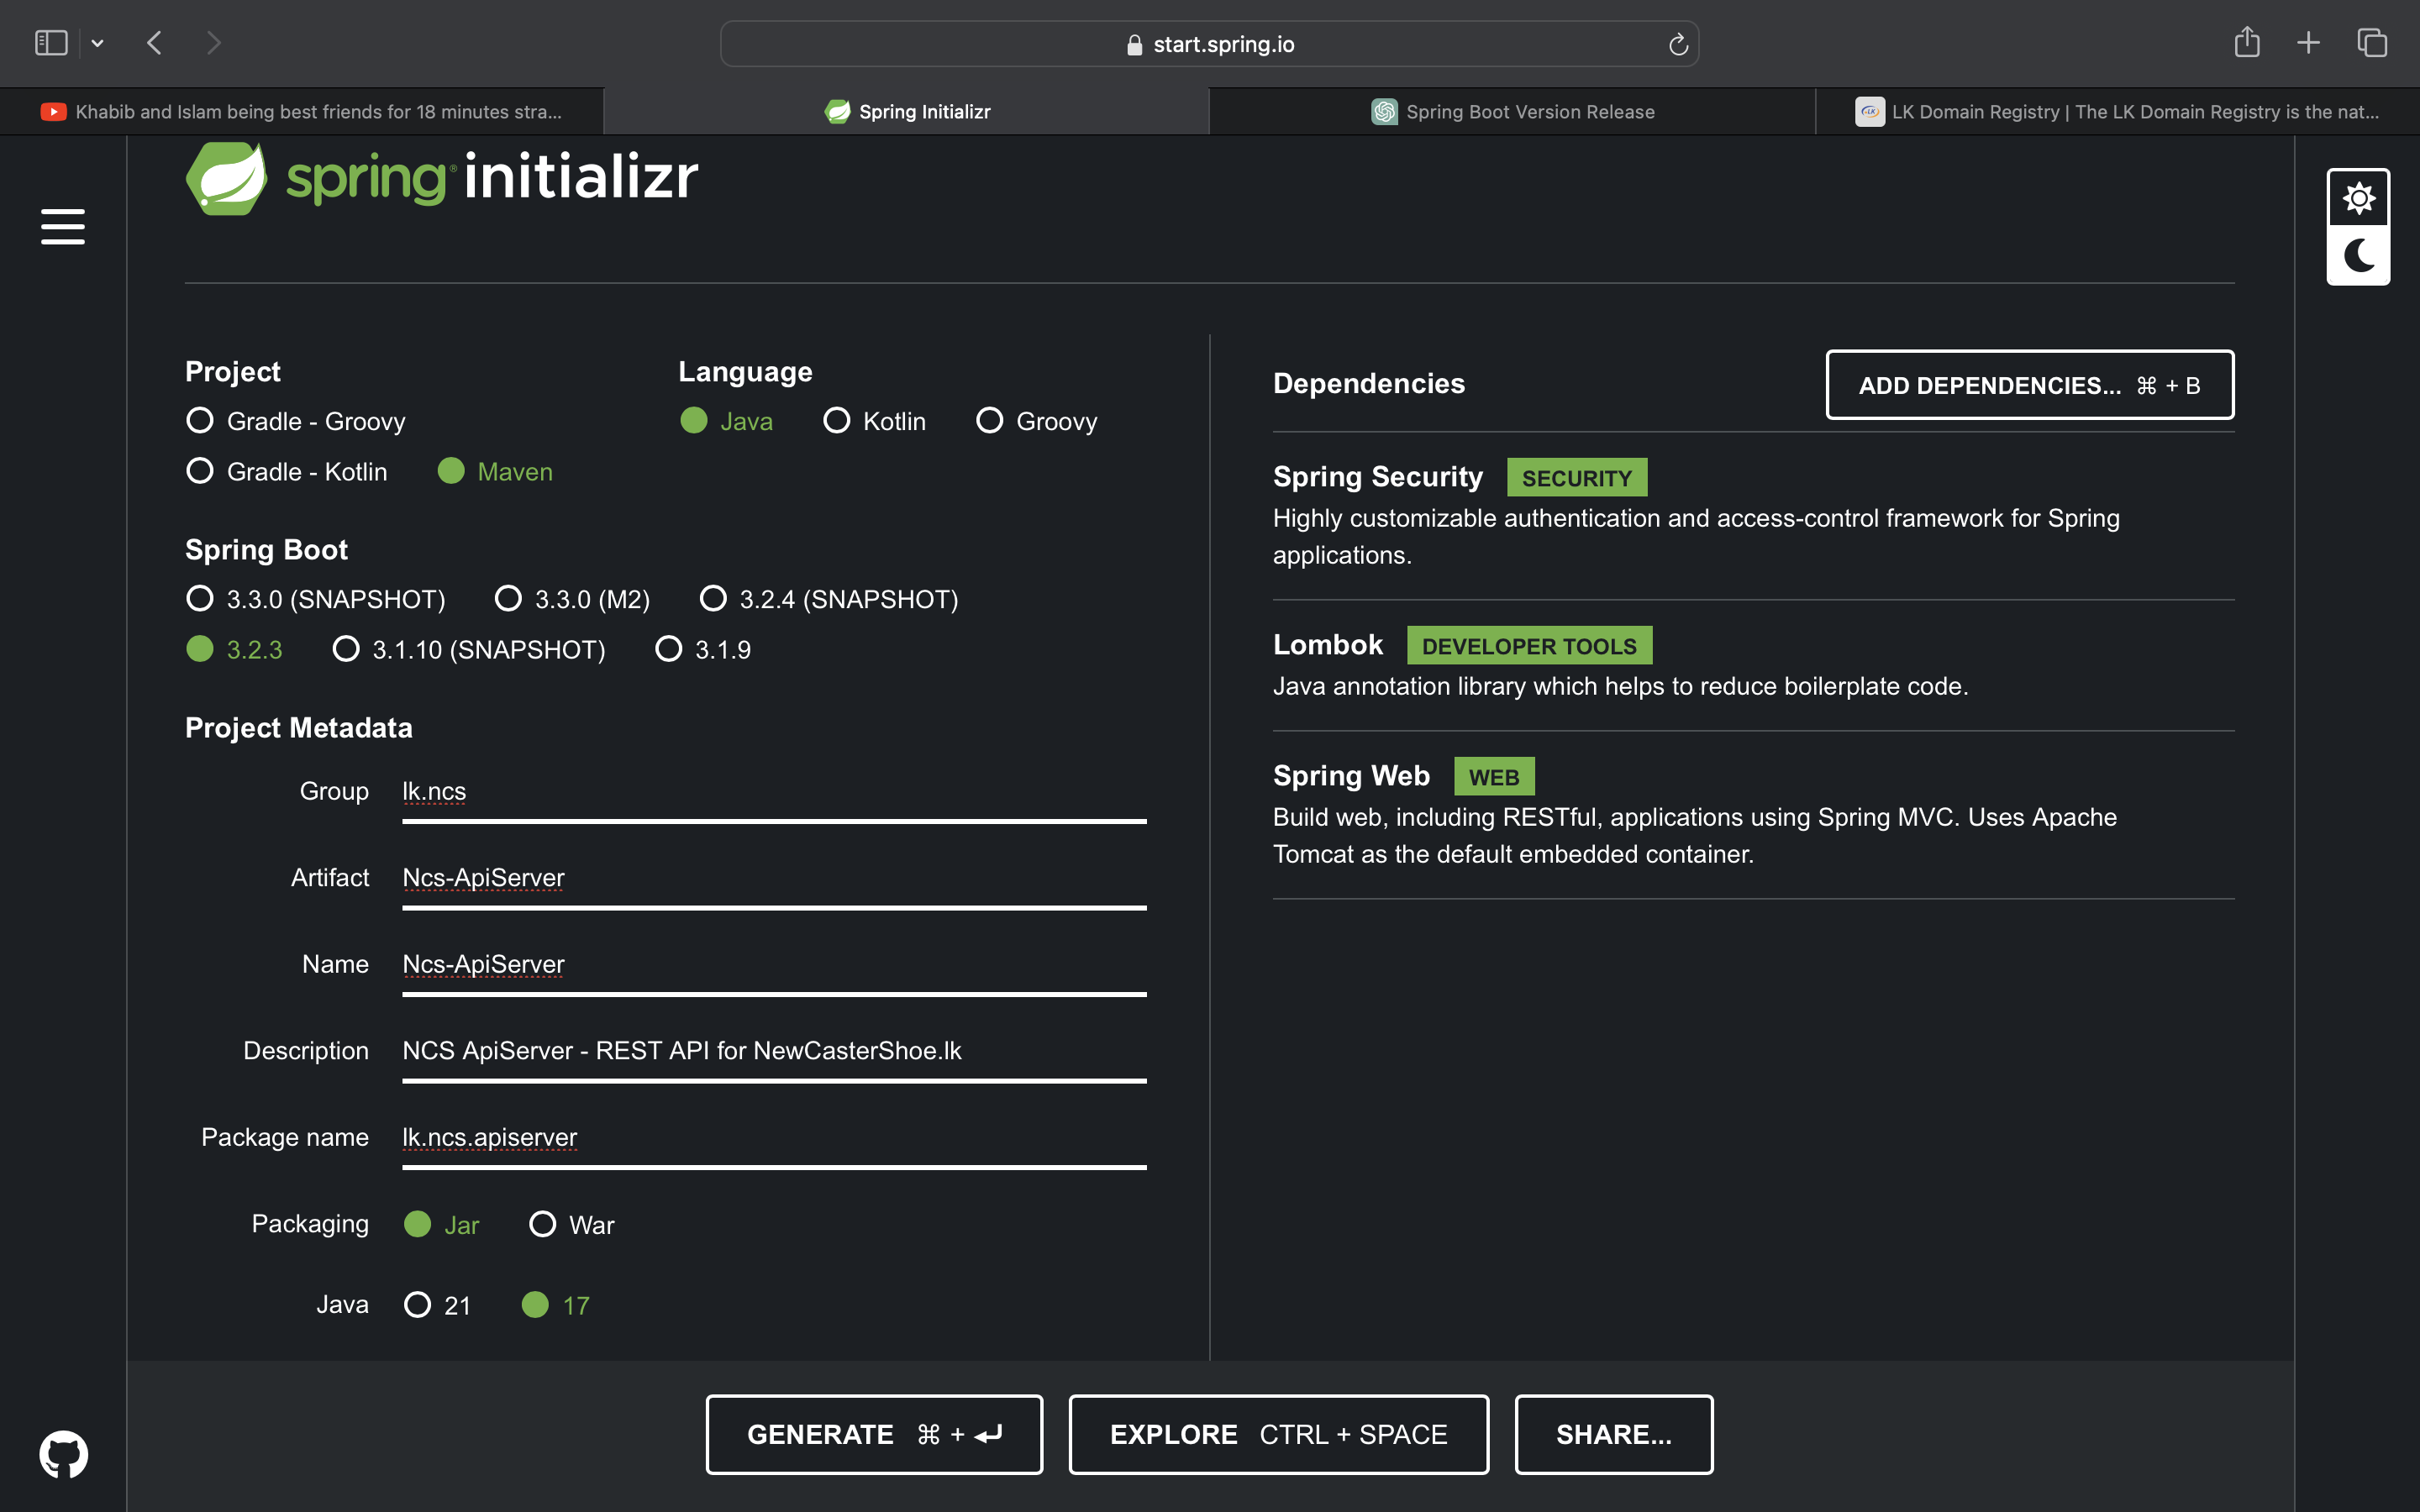 start.spring.io
Khabib and Islam being best friends for 18 minutes stra...
Spring Initializr
Spring Boot Version Release
LK Domain Registry | The LK Domain Registry is the nat...
spring® initializr
Project
Gradle - Groovy
Gradle - Kotlin Maven
Language
Java Kotlin Groovy
Spring Boot
3.3.0 (SNAPSHOT) 3.3.0 (M2) 3.2.4 (SNAPSHOT)
3.2.3 3.1.10 (SNAPSHOT) 3.1.9
Project Metadata
Group lk.ncs
Artifact Ncs-ApiServer
Name Ncs-ApiServer
Description NCS ApiServer - REST API for NewCasterShoe.lk
Package name lk.ncs.apiserver
Packaging Jar War
Java 21 17
Dependencies
ADD DEPENDENCIES... ⌘ + B
Spring Security SECURITY
Highly customizable authentication and access-control framework for Spring
applications.
Lombok DEVELOPER TOOLS
Java annotation library which helps to reduce boilerplate code.
Spring Web WEB
Build web, including RESTful, applications using Spring MVC. Uses Apache
Tomcat as the default embedded container.
GENERATE ⌘ + ⏎
EXPLORE CTRL + SPACE
SHARE...